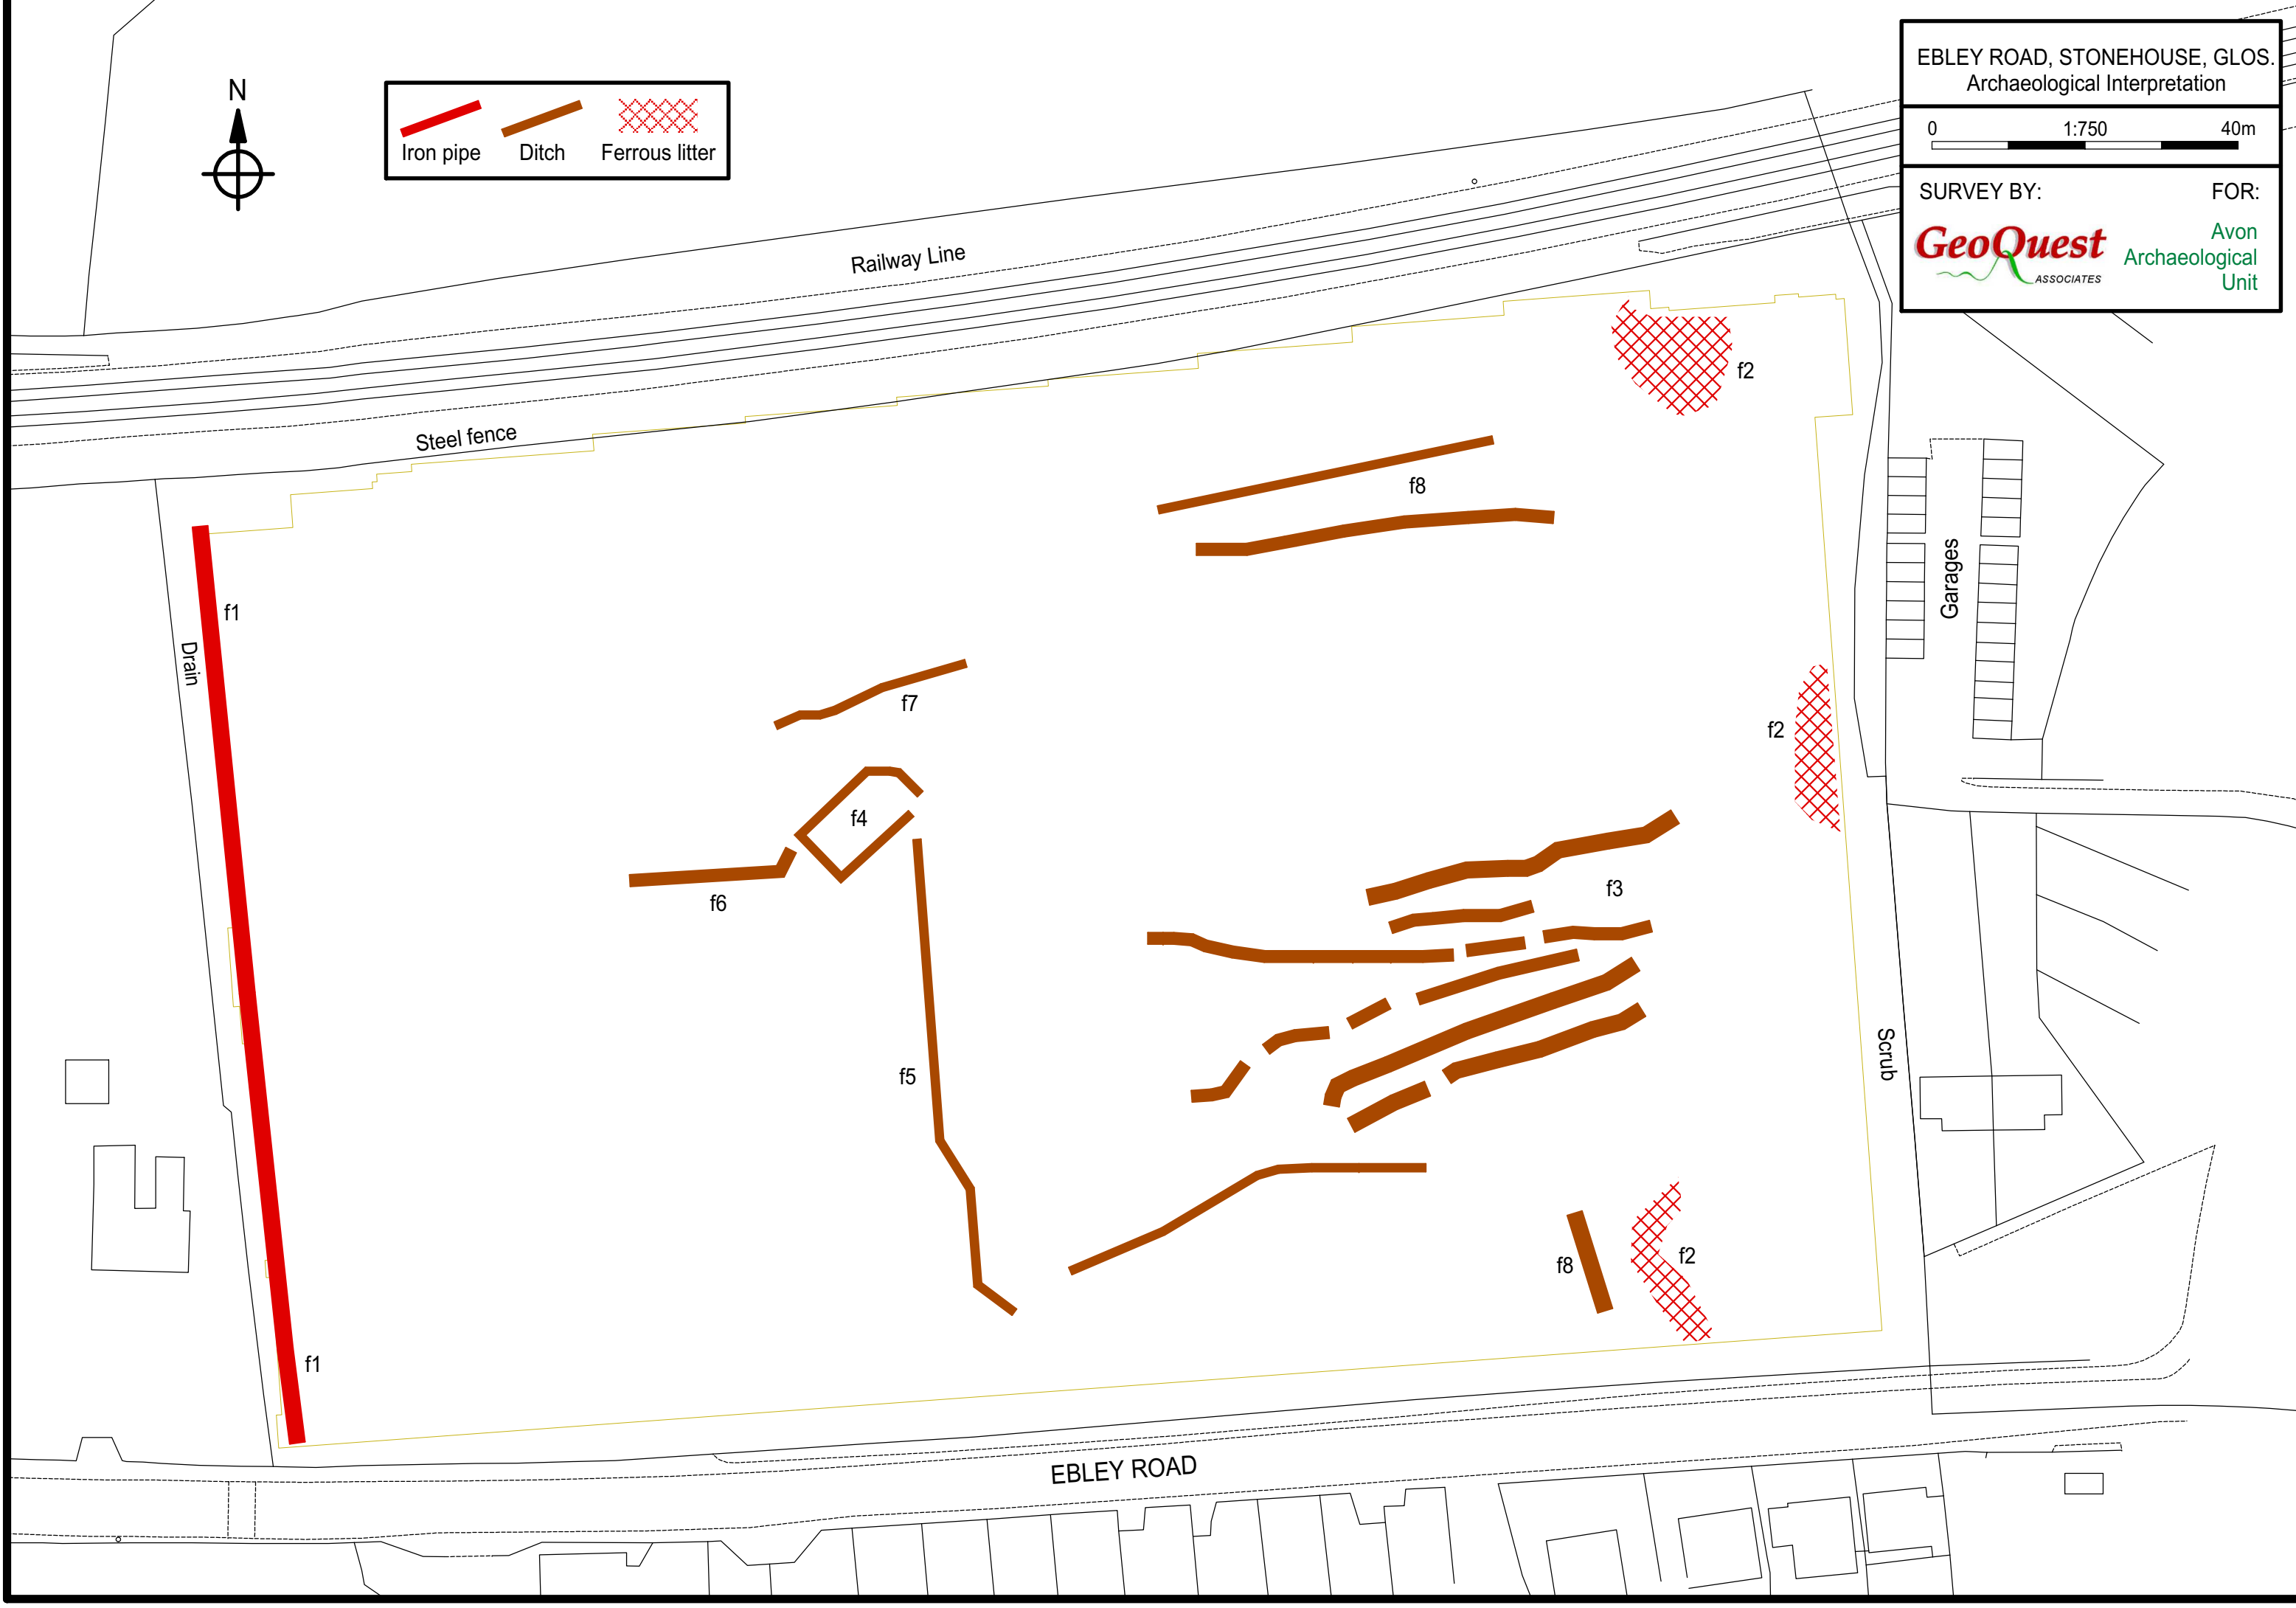 EBLEY ROAD, STONEHOUSE, GLOS.
Archaeological Interpretation
0 1:750 40m
SURVEY BY: FOR:
GeoQuest
ASSOCIATES
Avon
Archaeological
Unit
N
Iron pipe Ditch Ferrous litter
Railway Line
Steel fence
f2
f8
Garages
f1
Drain
f7
f2
f4
f6
f3
f5
Scrub
f8
f2
f1
EBLEY ROAD